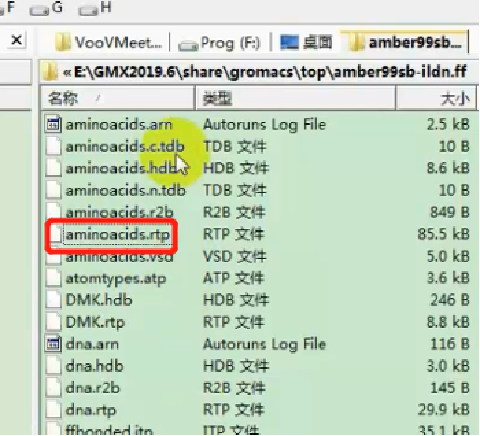 F G H
VooVMeet... Prog (F:) 桌面 amber99sb...
« E:\GMX2019.6\share\gromacs\top\amber99sb-ildn.ff
名称 类型 大小
aminoacids.arn Autoruns Log File 2.5 kB
aminoacids.c.tdb TDB 文件 10 B
aminoacids.hdb HDB 文件 8.6 kB
aminoacids.n.tdb TDB 文件 10 B
aminoacids.r2b R2B 文件 849 B
aminoacids.rtp RTP 文件 85.5 kB
aminoacids.vsd VSD 文件 5.0 kB
atomtypes.atp ATP 文件 3.6 kB
DMK.hdb HDB 文件 246 B
DMK.rtp RTP 文件 8.8 kB
dna.arn Autoruns Log File 116 B
dna.hdb HDB 文件 3.0 kB
dna.r2b R2B 文件 145 B
dna.rtp RTP 文件 29.9 kB
ffbonded.itp ITP 文件 35.1 kB